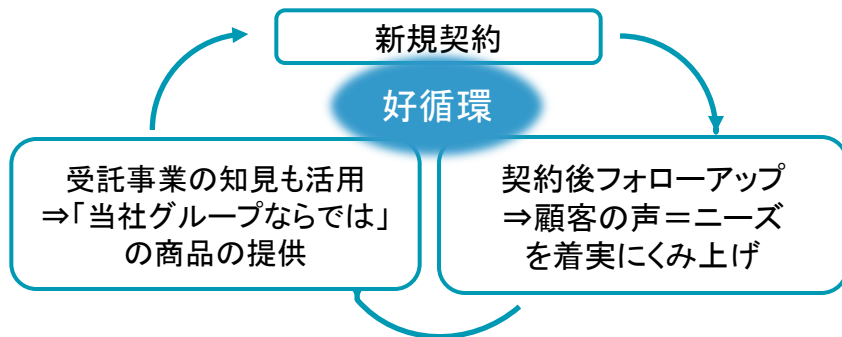 新規契約
好循環
受託事業の知見も活用
⇒「当社グループならでは」
の商品の提供
契約後フォローアップ
⇒顧客の声＝ニーズ
を着実にくみ上げ